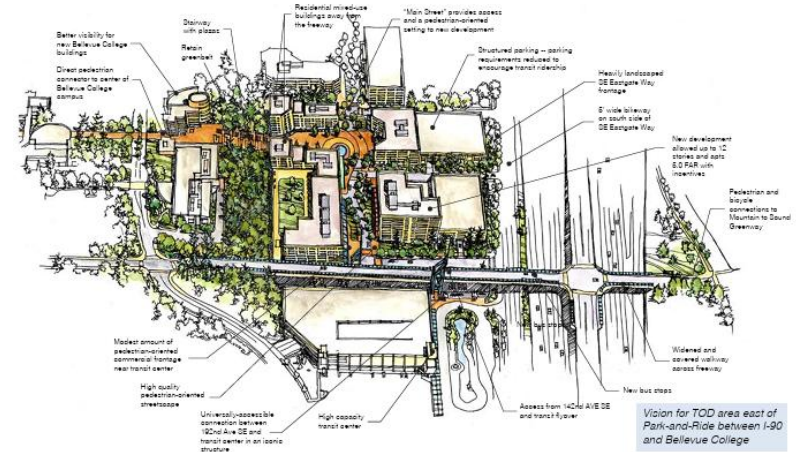 Better visibility for
new Bellevue College
buildings
Direct pedestrian
connector to center of
Bellevue College
campus
Stairway
with plazas
Retain
greenbelt
Residential mixed-use
buildings away from
the freeway
"Main Street" provides access
and a pedestrian-oriented
setting to new development
Structured parking -- parking
requirements reduced to
encourage transit ridership
Heavily landscaped
SE Eastgate Way
frontage
6' wide bikeway
on south side of
SE Eastgate Way
New development
allowed up to 12
stories and apts
5.0 FAR with
incentives
Pedestrian and
bicycle
connections to
Mountain to Sound
Greenway
Modest amount of
pedestrian-oriented
commercial frontage
near transit center
High quality
pedestrian-oriented
streetscape
Universally-accessible
connection between
192nd Ave SE and
transit center in an iconic
structure
High capacity
transit center
Access from 142nd AVE SE
and transit flyover
New bus stops
New bus stops
Widened and
covered walkway
across freeway
Vision for TOD area east of
Park-and-Ride between I-90
and Bellevue College